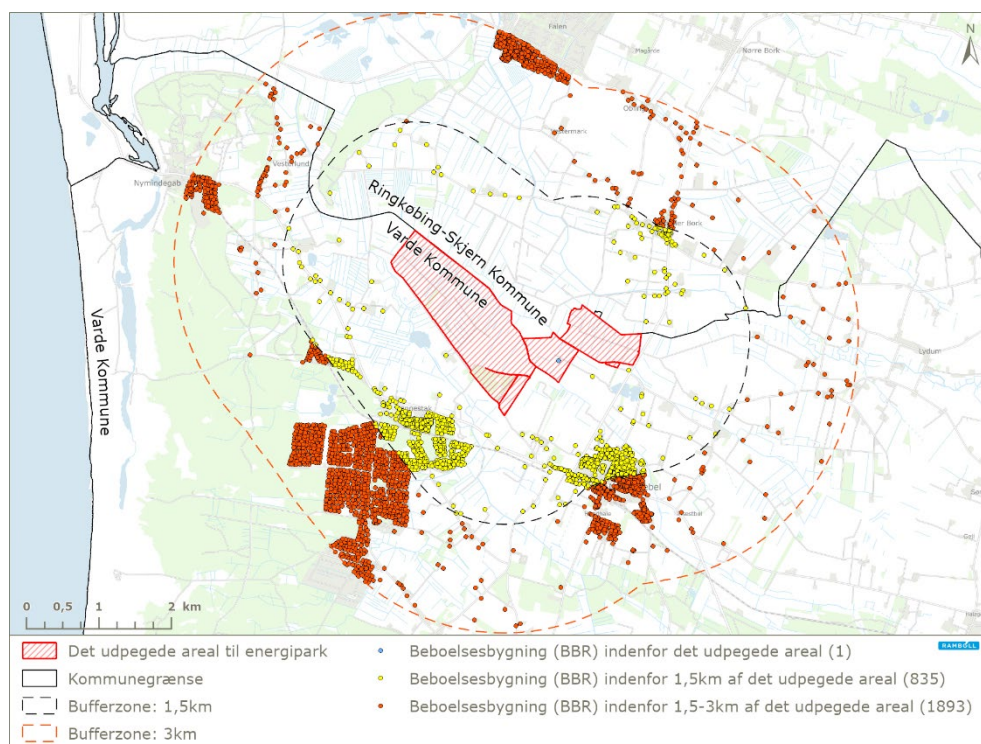 Falen
Nørre Bork
N
Obling
Vesterlund
Nymindegab
Ringkøbing-Skjern Kommune
Varde Kommune
Varde Kommune
Lydum
0 0,5 1 2 km
Det udpegede areal til energipark
Kommunegrænse
Bufferzone: 1,5km
Bufferzone: 3km
Beboelsesbygning (BBR) indenfor det udpegede areal (1)
Beboelsesbygning (BBR) indenfor 1,5km af det udpegede areal (835)
Beboelsesbygning (BBR) indenfor 1,5-3km af det udpegede areal (1893)
RAMBOLL